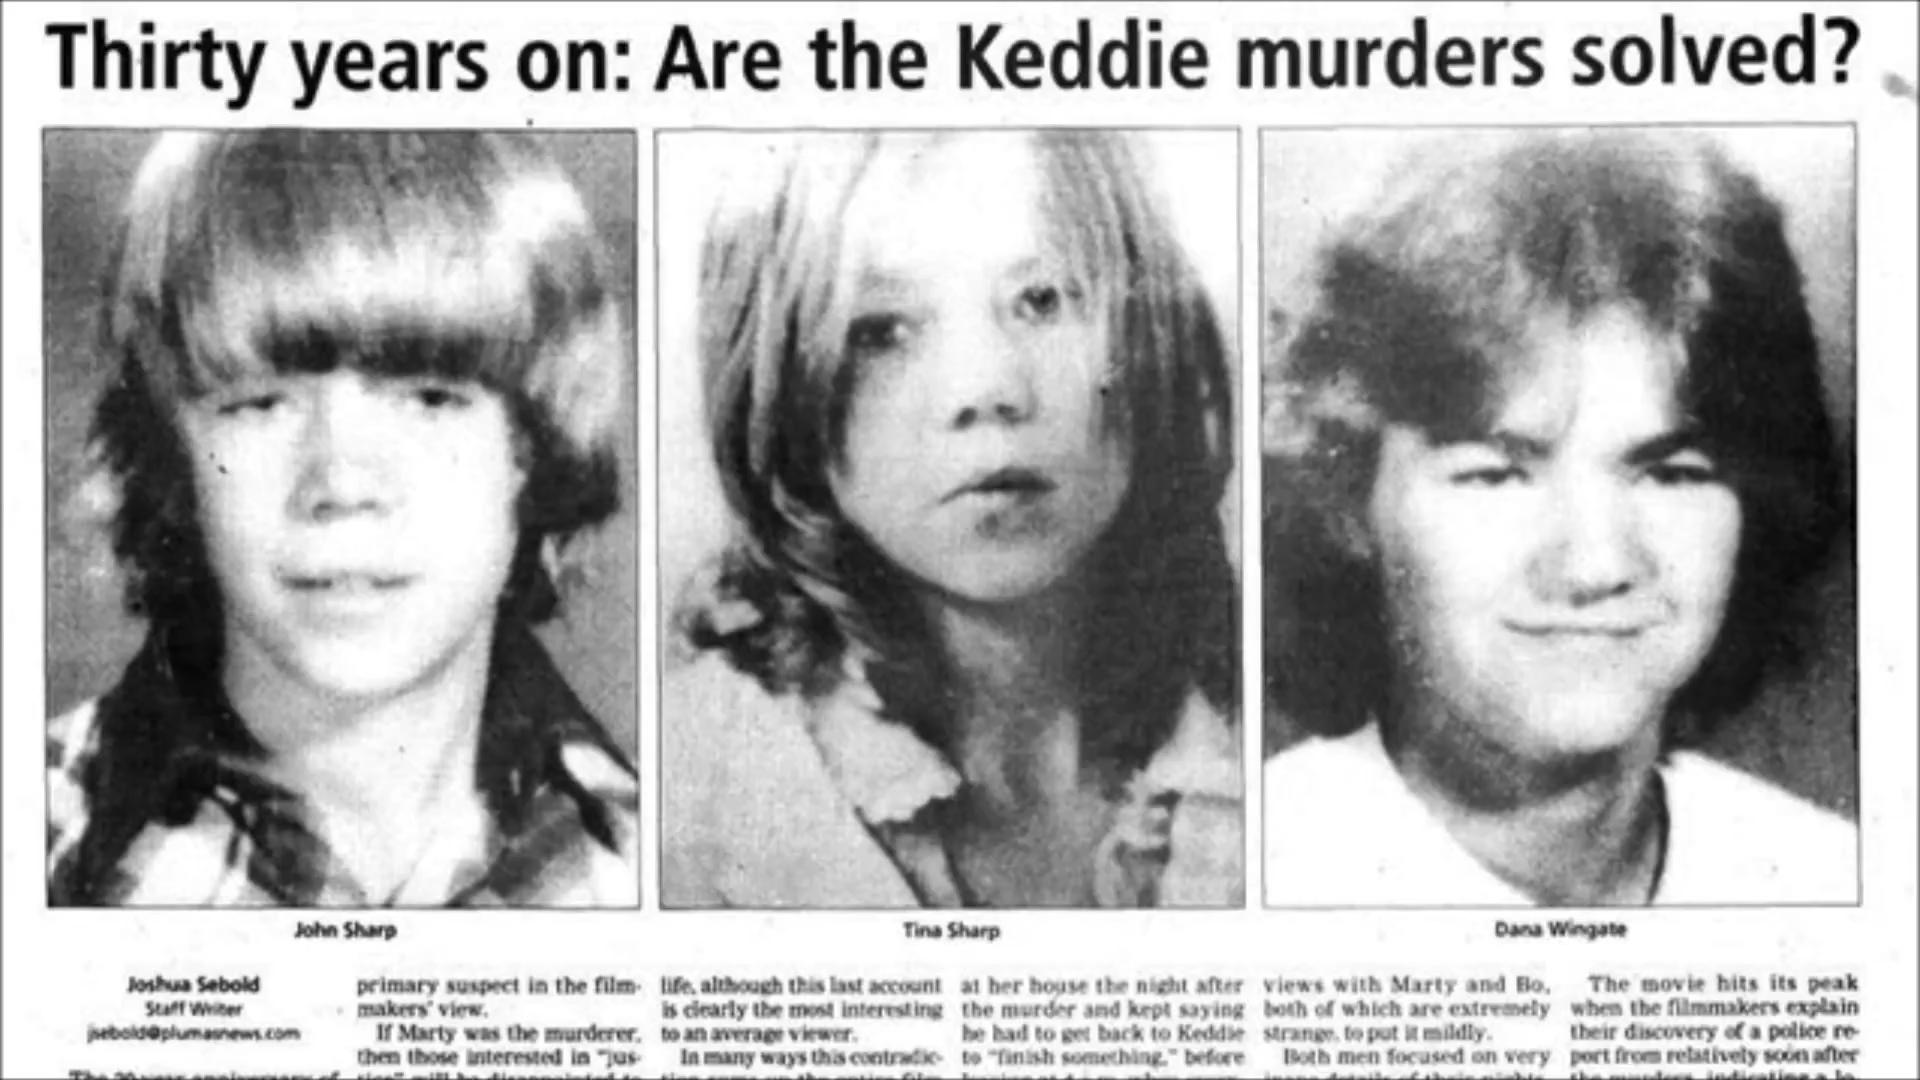 Thirty years on: Are the Keddie murders solved?
John Sharp
Tina Sharp
Dana Wingate
Joshua Sebold
Staff Writer
jsebold@plumasnews.com
primary suspect in the film-
makers' view.
If Marty was the murderer,
then those interested in "jus-
life, although this last account
is clearly the most interesting
to an average viewer.
In many ways this contradic-
at her house the night after
the murder and kept saying
he had to get back to Keddie
to "finish something," before
views with Marty and Bo,
both of which are extremely
strange, to put it mildly.
Both men focused on very
The movie hits its peak
when the filmmakers explain
their discovery of a police re-
port from relatively soon after